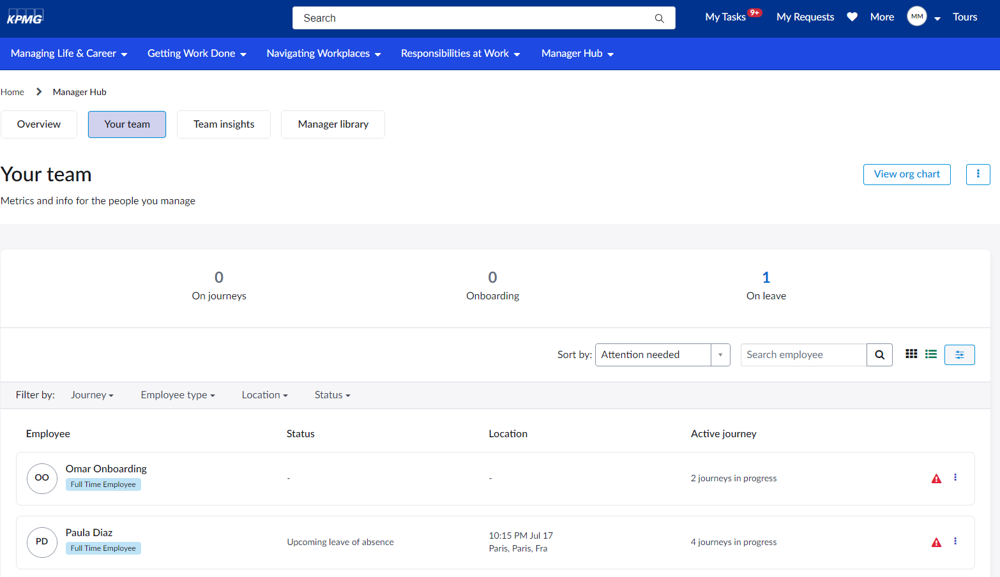 KPMG
Search
My Tasks 9+ My Requests More MM Tours
Managing Life & Career Getting Work Done Navigating Workplaces Responsibilities at Work Manager Hub
Home Manager Hub
Overview Your team Team insights Manager library
Your team
View org chart
Metrics and info for the people you manage
0 0 1
On journeys Onboarding On leave
Sort by: Attention needed Search employee
Filter by: Journey Employee type Location Status
Employee Status Location Active journey
OO Omar Onboarding - - 2 journeys in progress
Full Time Employee
PD Paula Diaz Upcoming leave of absence 10:15 PM Jul 17 4 journeys in progress
Full Time Employee Paris, Paris, Fra